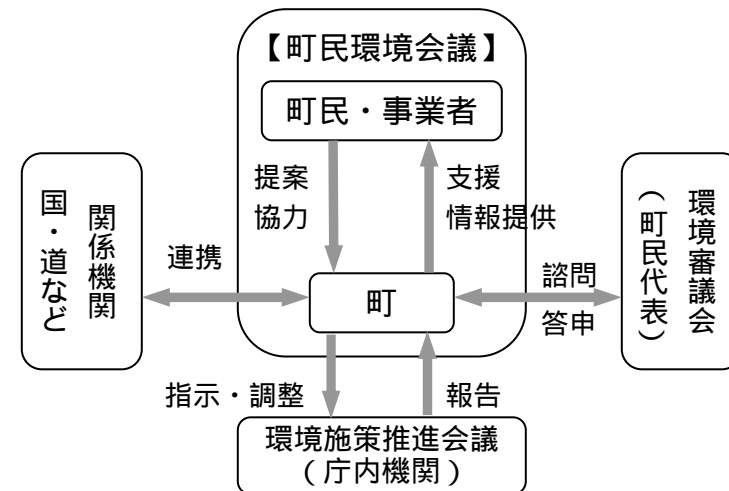 【町民環境会議】
町民・事業者
提案
協力
支援
情報提供
関係機関
国・道など
連携
町
諮問
答申
環境審議会
(町民代表)
指示・調整
報告
環境施策推進会議
(庁内機関)